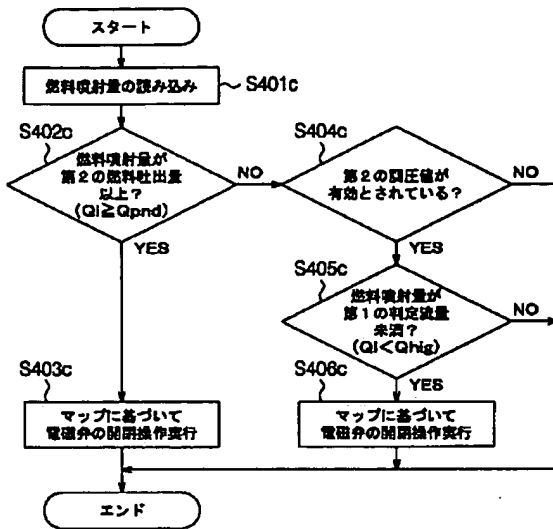 スタート
燃料噴射量の読み込み
S401c
S402c
燃料噴射量が
第2の燃料吐出量
以上?
(Qi≧Qpnd)
NO
YES
S404c
第2の調圧値が
有効とされている?
NO
YES
S405c
燃料噴射量が
第1の判定流量
未満?
(Qi<Qhig)
NO
YES
S403c
マップに基づいて
電磁弁の開閉操作実行
S406c
マップに基づいて
電磁弁の開閉操作実行
エンド